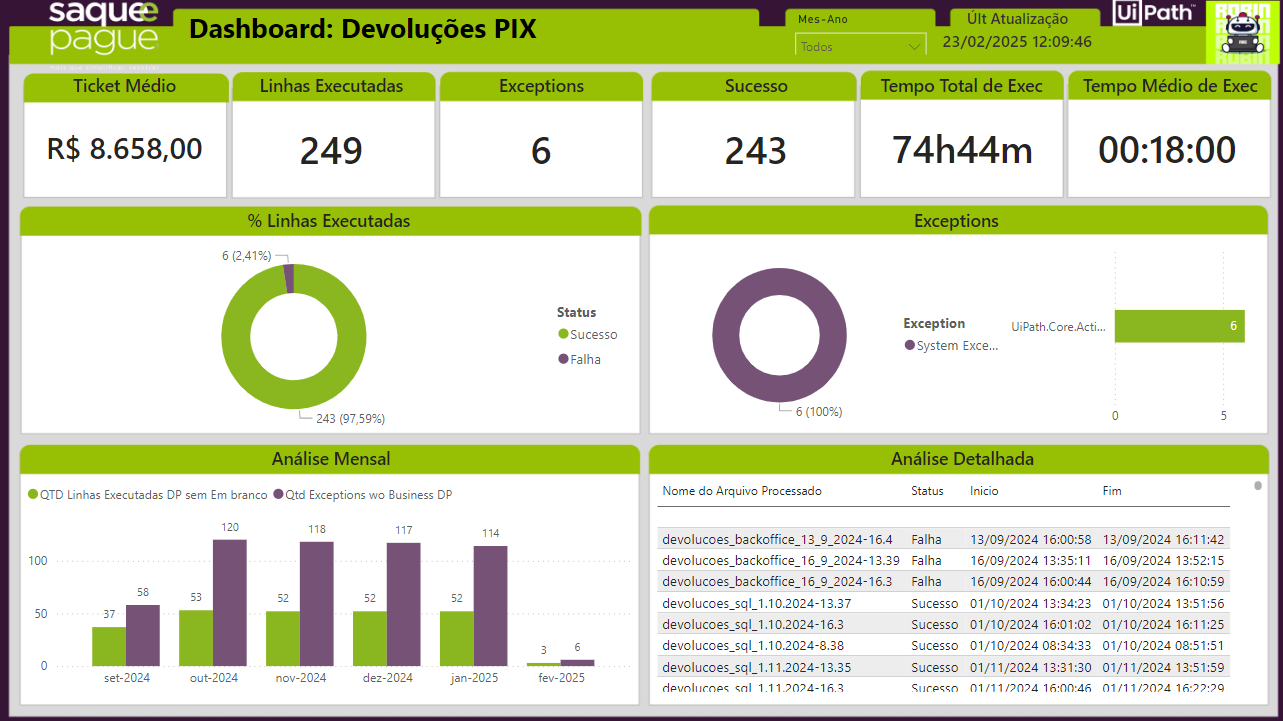 saquee
pague
Dashboard: Devoluções PIX
Mes-Ano
Todos
Últ Atualização
23/02/2025 12:09:46
UiPath™
ROBIN
Ticket Médio
R$ 8.658,00
Linhas Executadas
249
Exceptions
6
Sucesso
243
Tempo Total de Exec
74h44m
Tempo Médio de Exec
00:18:00
% Linhas Executadas
6 (2,41%)
243 (97,59%)
Status
Sucesso
Falha
Exceptions
6 (100%)
Exception
System Exce...
UiPath.Core.Acti...
6
0 5
Análise Mensal
QTD Linhas Executadas DP sem Em branco Qtd Exceptions wo Business DP
100
50
0
37 58 53 120 52 118 52 117 52 114 3 6
set-2024 out-2024 nov-2024 dez-2024 jan-2025 fev-2025
Análise Detalhada
Nome do Arquivo Processado Status Inicio Fim
devolucoes_backoffice_13_9_2024-16.4 Falha 13/09/2024 16:00:58 13/09/2024 16:11:42
devolucoes_backoffice_16_9_2024-13.39 Falha 16/09/2024 13:35:11 16/09/2024 13:52:15
devolucoes_backoffice_16_9_2024-16.3 Falha 16/09/2024 16:00:44 16/09/2024 16:10:59
devolucoes_sql_1.10.2024-13.37 Sucesso 01/10/2024 13:34:23 01/10/2024 13:51:56
devolucoes_sql_1.10.2024-16.3 Sucesso 01/10/2024 16:01:02 01/10/2024 16:11:25
devolucoes_sql_1.10.2024-8.38 Sucesso 01/10/2024 08:34:33 01/10/2024 08:51:51
devolucoes_sql_1.11.2024-13.35 Sucesso 01/11/2024 13:31:30 01/11/2024 13:51:59
devolucoes_sql_1.11.2024-16.3 Sucesso 01/11/2024 16:00:46 01/11/2024 16:22:29